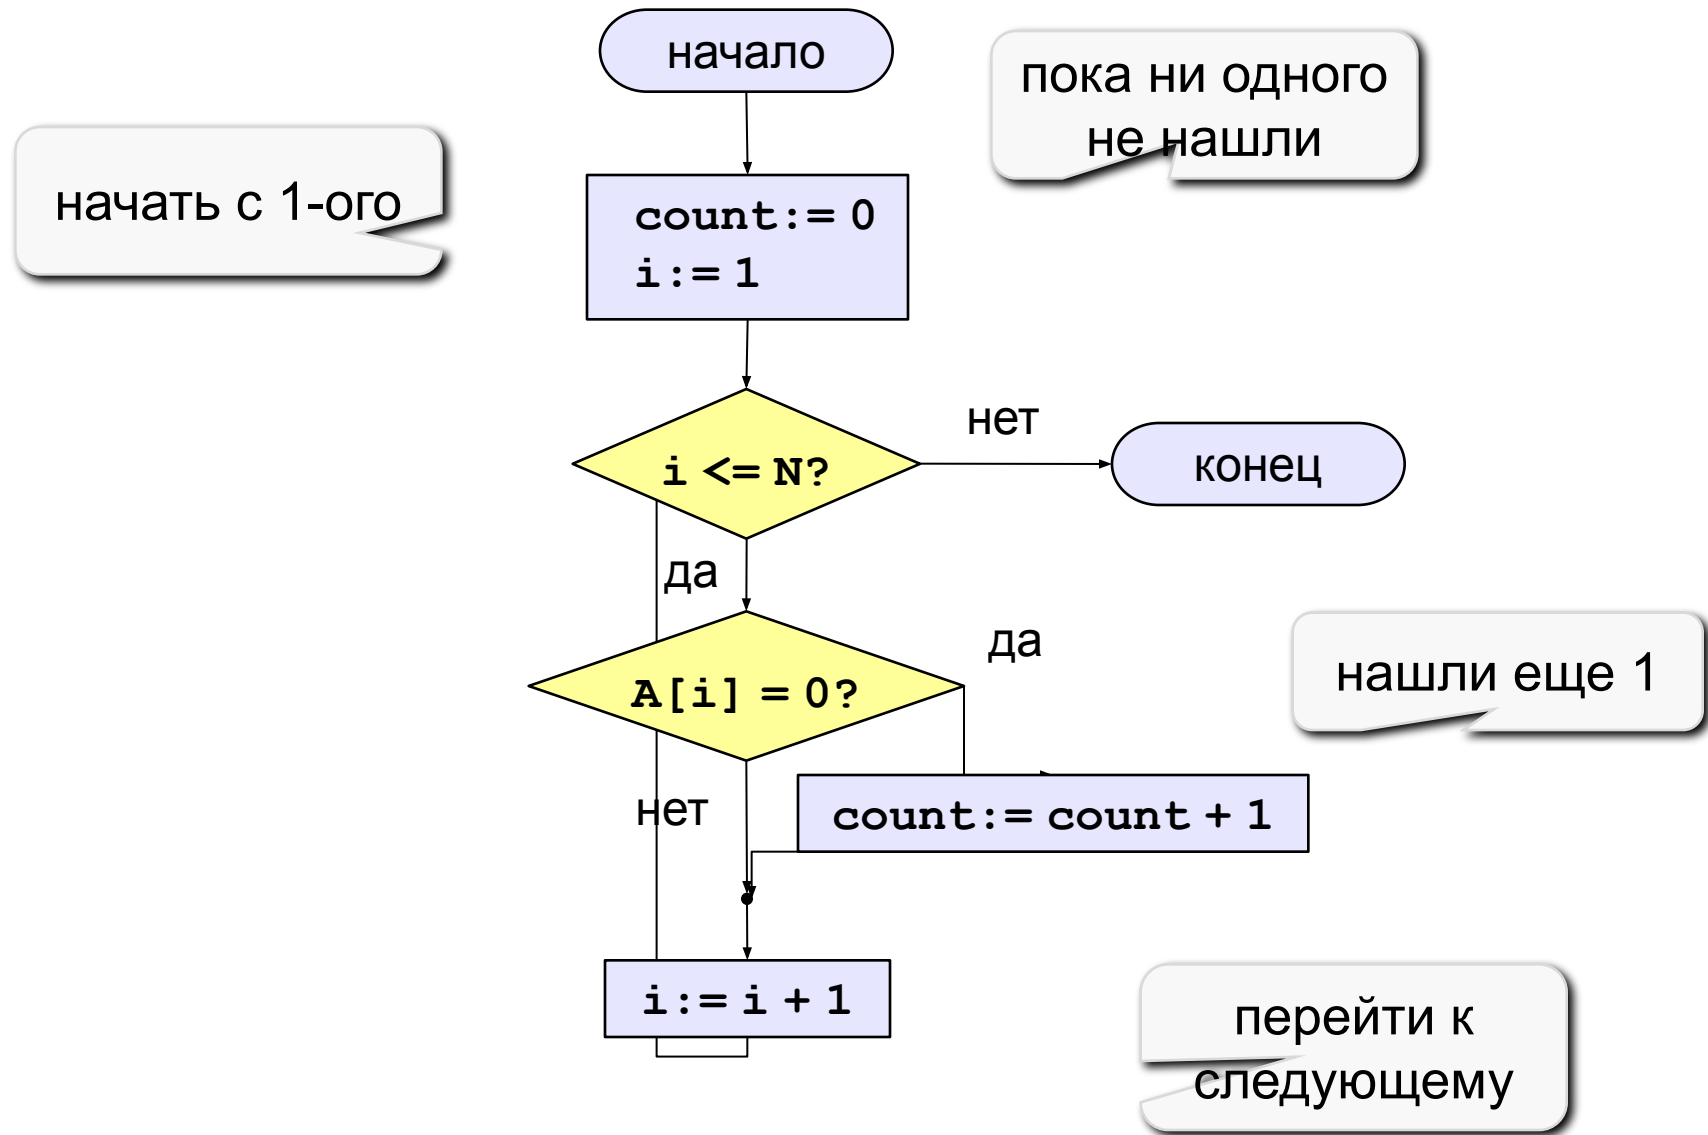 начало
пока ни одного
не нашли
начать с 1-ого
count:= 0
i:= 1
нет
i <= N?
конец
да
да
A[i] = 0?
нашли еще 1
нет
count:= count + 1
i:= i + 1
перейти к
следующему